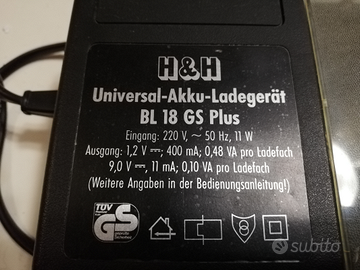 H&H
Universal-Akku-Ladegerät
BL 18 GS Plus
Eingang: 220 V, ~ 50 Hz, 11 W
Ausgang: 1,2 V⎓; 400 mA; 0,48 VA pro Ladefach
9,0 V⎓, 11 mA; 0,10 VA pro Ladefach
(Weitere Angaben in der Bedienungsanleitung!)
TÜV
GS
geprüfte
Sicherheit
subito